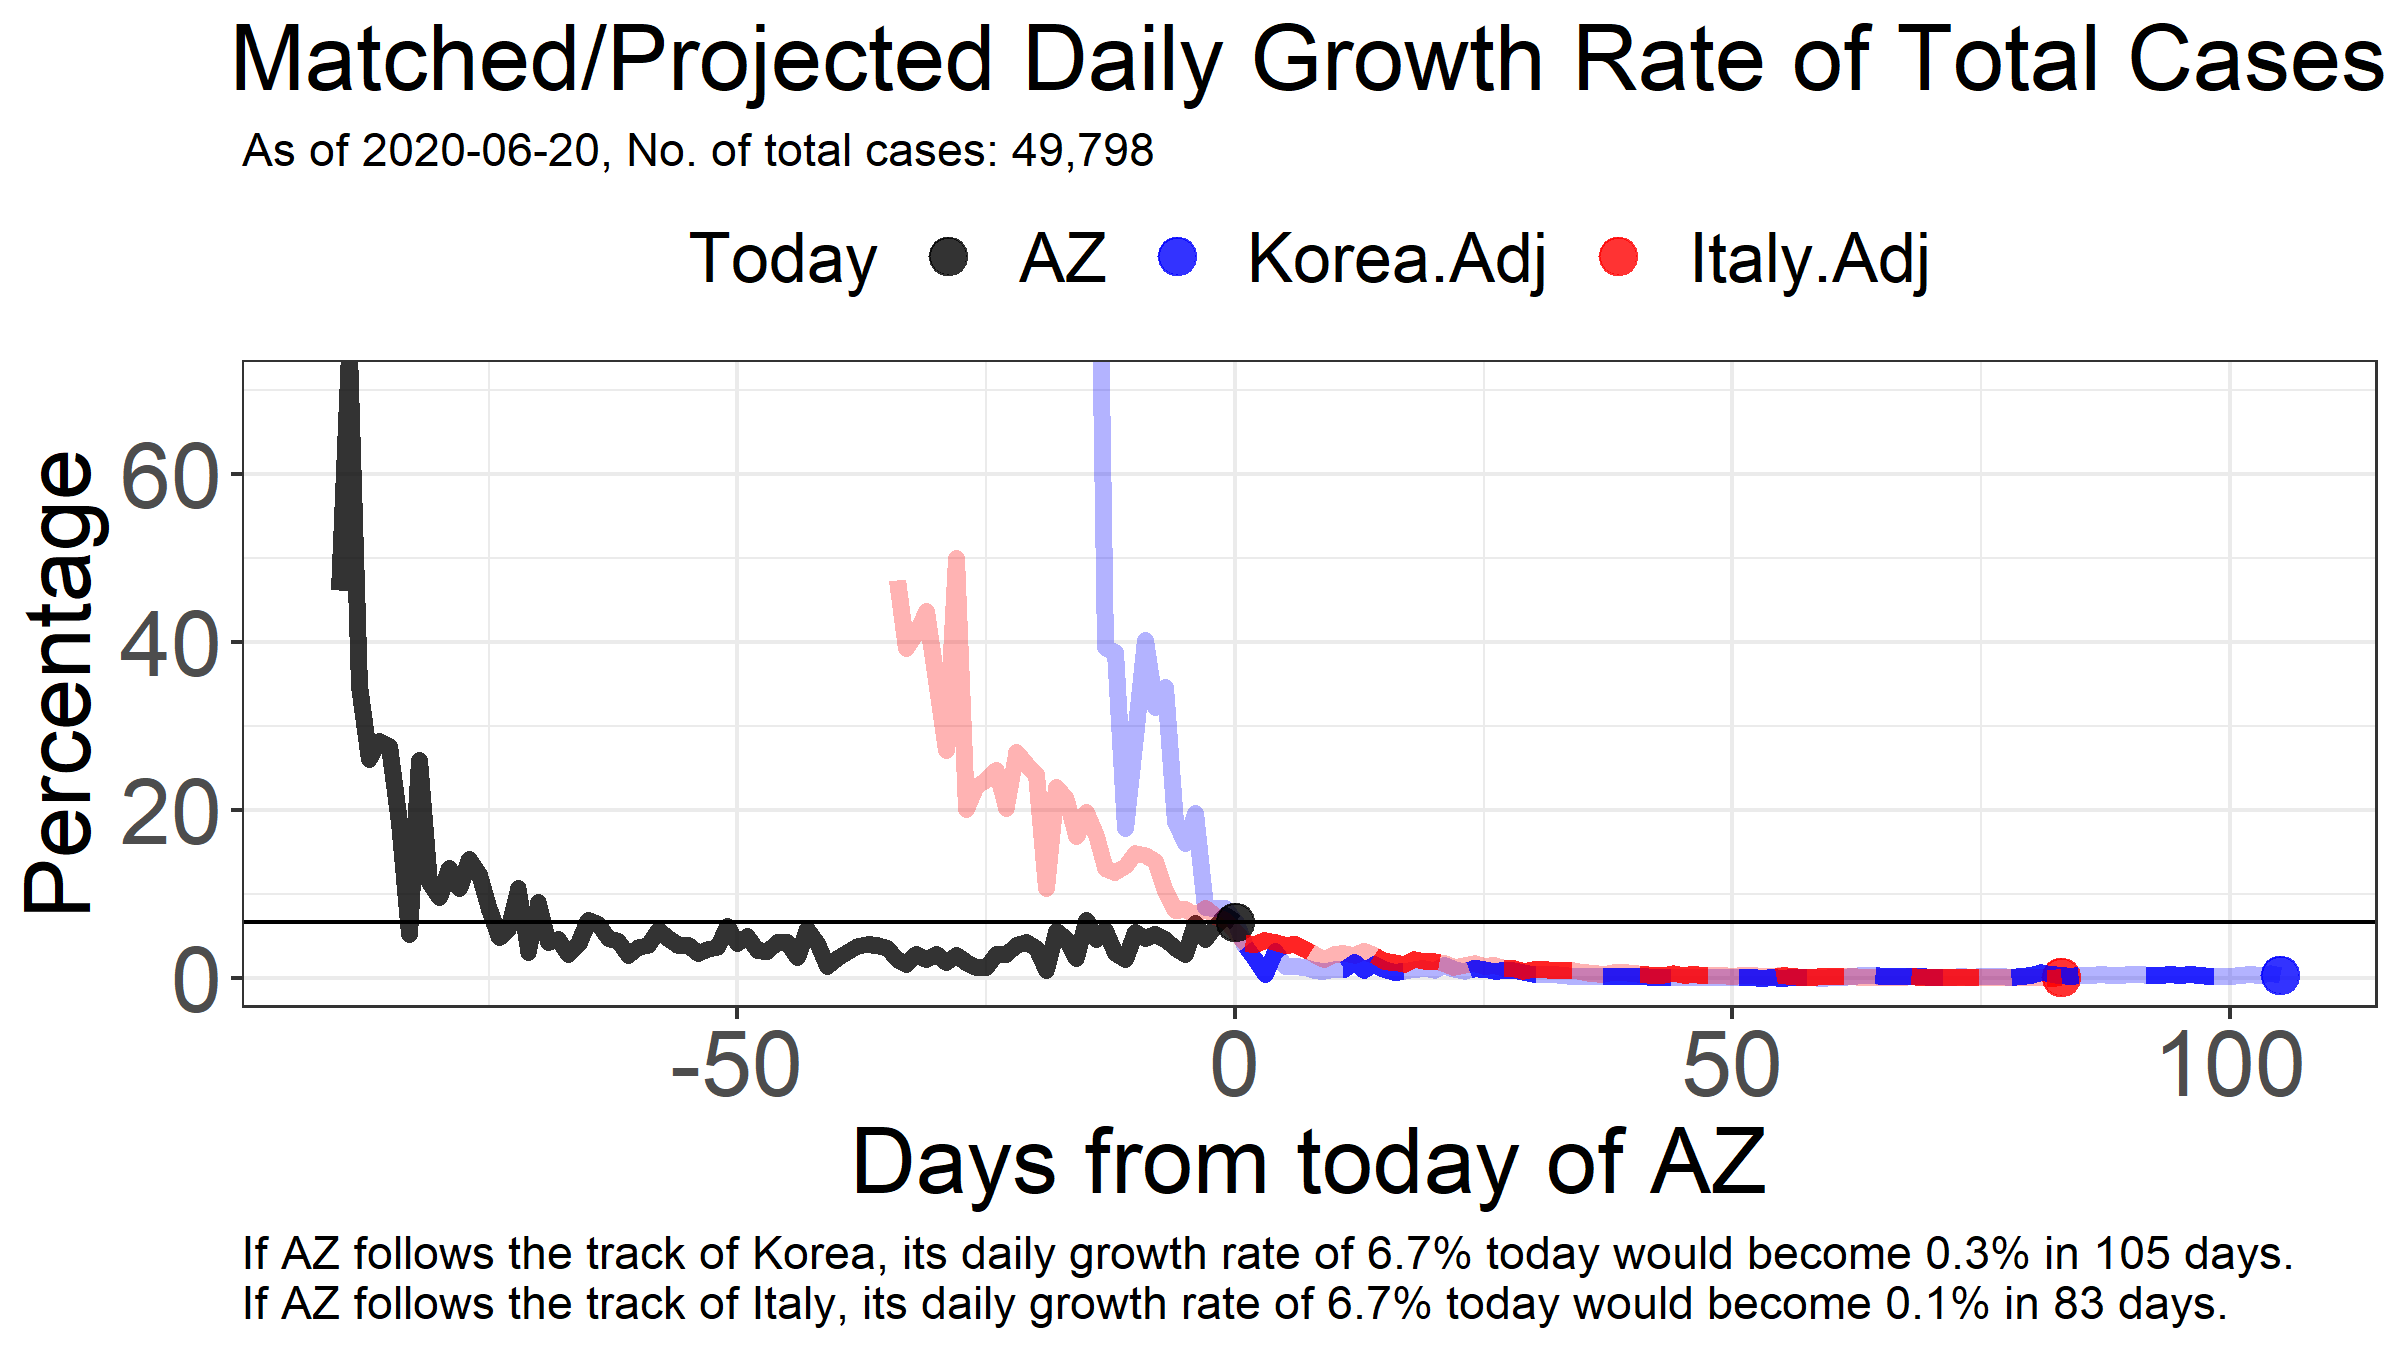 Matched/Projected Daily Growth Rate of Total Cases
As of 2020-06-20, No. of total cases: 49,798
Today AZ Korea.Adj Italy.Adj
Percentage
60
40
20
0
-50 0 50 100
Days from today of AZ
If AZ follows the track of Korea, its daily growth rate of 6.7% today would become 0.3% in 105 days.
If AZ follows the track of Italy, its daily growth rate of 6.7% today would become 0.1% in 83 days.